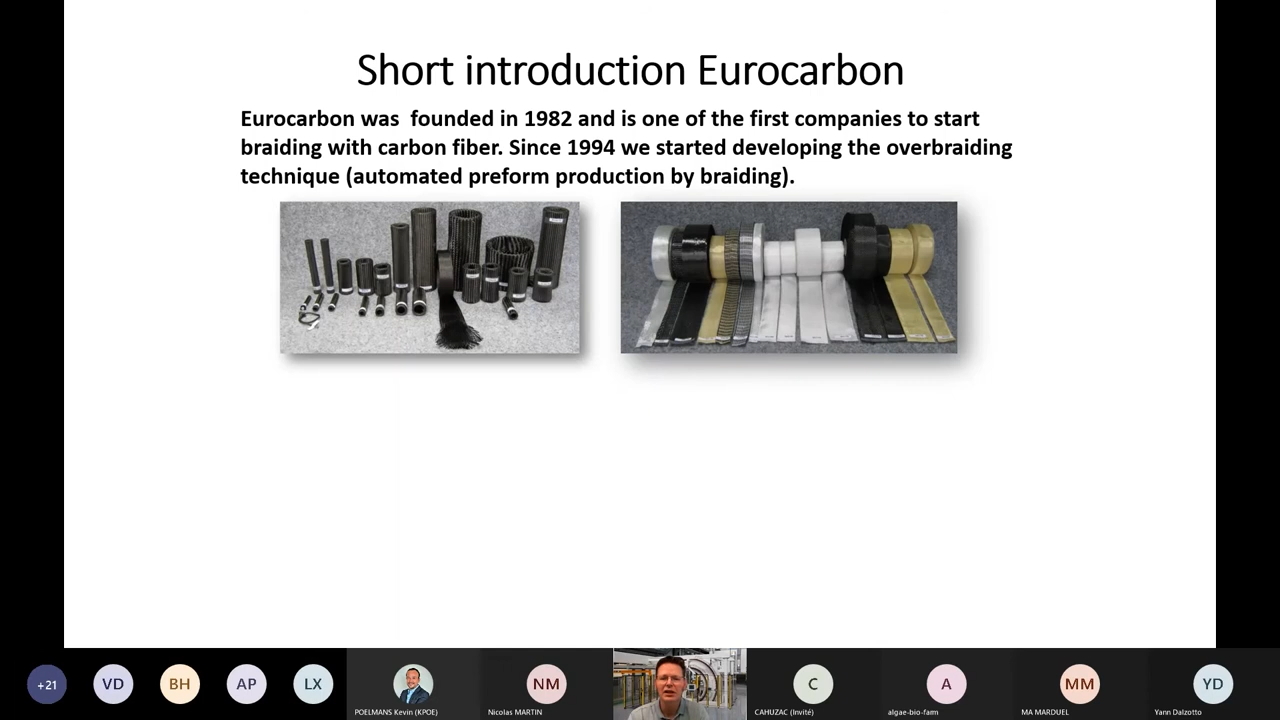 Short introduction Eurocarbon
Eurocarbon was  founded in 1982 and is one of the first companies to start
braiding with carbon fiber. Since 1994 we started developing the overbraiding
technique (automated preform production by braiding).
+21
VD
BH
AP
LX
NM
C
A
MM
YD
POELMANS Kevin (KPOE)
Nicolas MARTIN
CAHUZAC (Invité)
algae-bio-farm
MA MARDUEL
Yann Dalzotto